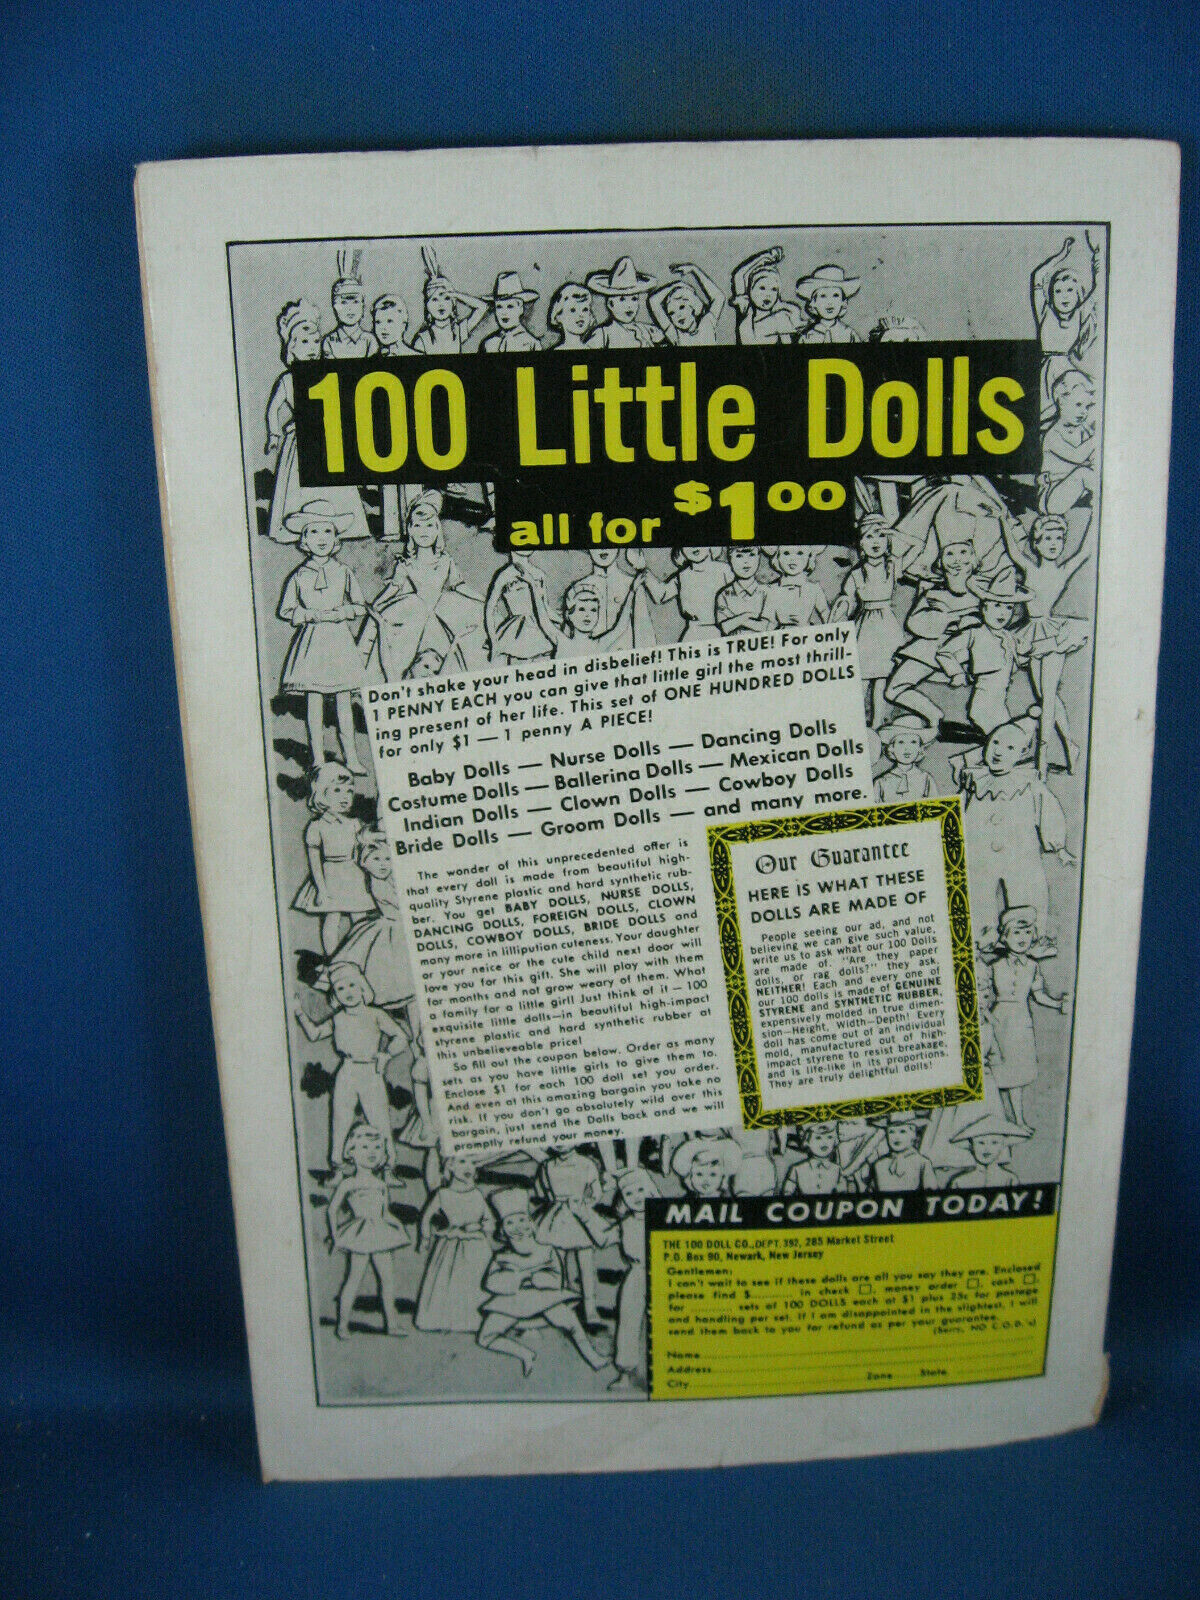 100 Little Dolls
all for $1 00
Don't shake your head in disbelief! This is TRUE! For only
1 PENNY EACH you can give that little girl the most thrill-
ing present of her life. This set of ONE HUNDRED DOLLS
for only $1 — 1 penny A PIECE!
Baby Dolls — Nurse Dolls — Dancing Dolls
Costume Dolls — Ballerina Dolls — Mexican Dolls
Indian Dolls — Clown Dolls — Cowboy Dolls
Bride Dolls — Groom Dolls — and many more.
The wonder of this unprecedented offer is
that every doll is made from beautiful high-
quality Styrene plastic and hard synthetic rub-
ber. You get BABY DOLLS, NURSE DOLLS,
DANCING DOLLS, FOREIGN DOLLS, CLOWN
DOLLS, COWBOY DOLLS, BRIDE DOLLS and
many more in lilliputian cuteness. Your daughter
or your neice or the cute child next door will
love you for this gift. She will play with them
for months and not grow weary of them. What
a family for a little girl! Just think of it — 100
exquisite little dolls—in beautiful high-impact
styrene plastic and hard synthetic rubber at
this unbelieveable price!
So fill out the coupon below. Order as many
sets as you have little girls to give them to.
Enclose $1 for each 100 doll set you order.
And even at this amazing bargain you take no
risk. If you don't go absolutely wild over this
bargain, just send the Dolls back and we will
promptly refund your money.
Our Guarantee
HERE IS WHAT THESE
DOLLS ARE MADE OF
People seeing our ad, and not
believing we can give such value,
write us to ask what our 100 Dolls
are made of. "Are they paper
dolls, or rag dolls?" they ask.
NEITHER! Each and every one of
our 100 dolls is made of GENUINE
STYRENE and SYNTHETIC RUBBER,
expensively molded in true dimen-
sion—Height, Width—Depth! Every
doll has come out of an individual
mold, manufactured out of high-
impact styrene to resist breakage,
and is life-like in its proportions.
They are truly delightful dolls!
MAIL COUPON TODAY!
THE 100 DOLL CO., DEPT. 392, 285 Market Street
P.O. Box 90, Newark, New Jersey
Gentlemen:
I can't wait to see if these dolls are all you say they are. Enclosed
please find $.......... in check □, money order □, cash □,
for .......... sets of 100 DOLLS each at $1 plus 25c for postage
and handling per set. If I am disappointed in the slightest, I will
send them back to you for refund as per your guarantee.
(Sorry, NO C.O.D.'s)
Name
Address
City Zone State